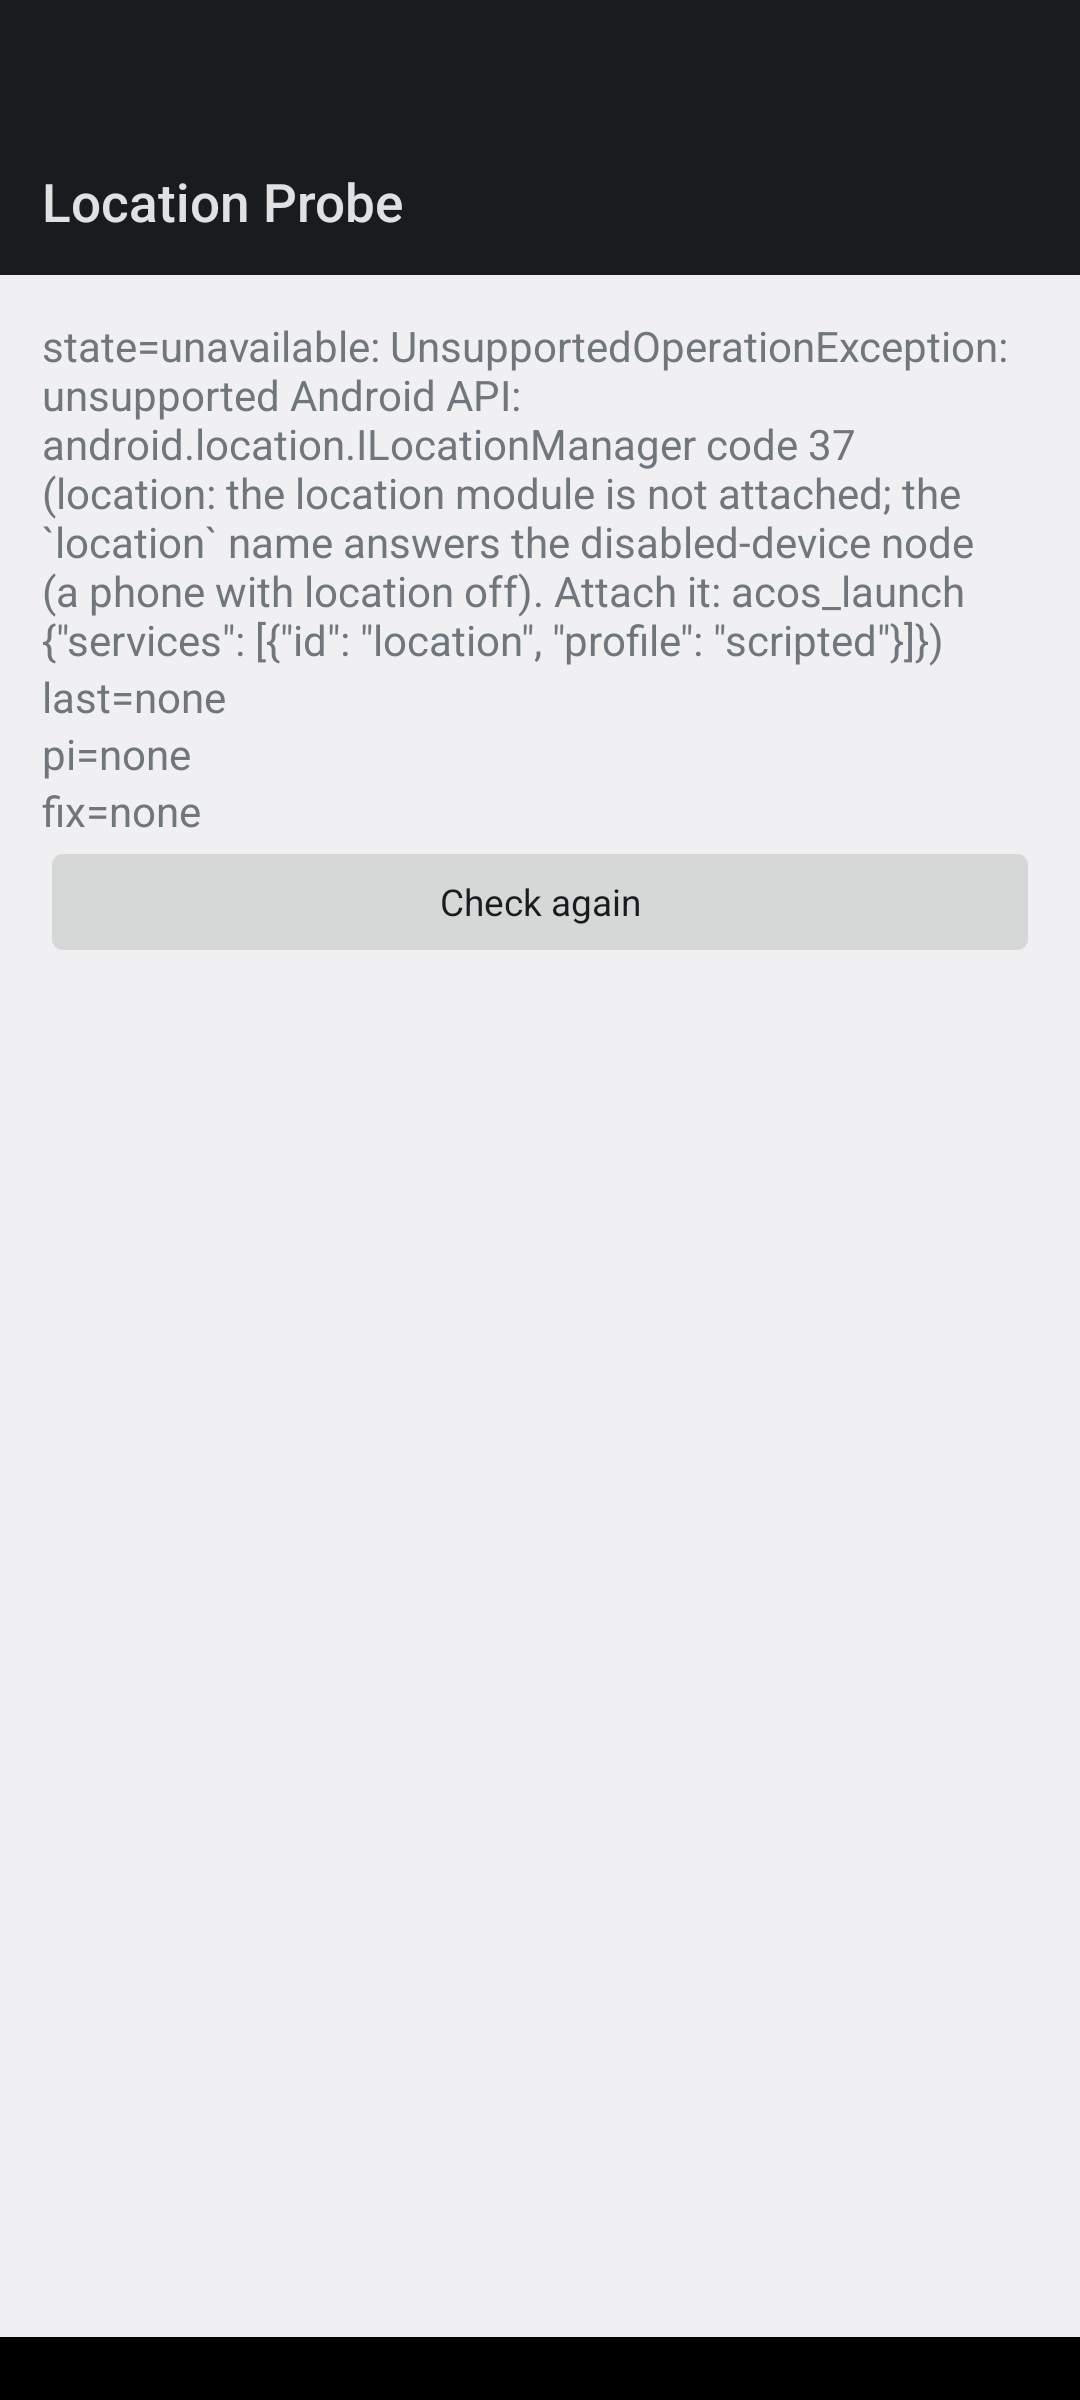 Location Probe
state=unavailable: UnsupportedOperationException:
unsupported Android API:
android.location.ILocationManager code 37
(location: the location module is not attached; the
`location` name answers the disabled-device node
(a phone with location off). Attach it: acos_launch
{"services": [{"id": "location", "profile": "scripted"}]})
last=none
pi=none
fix=none
Check again